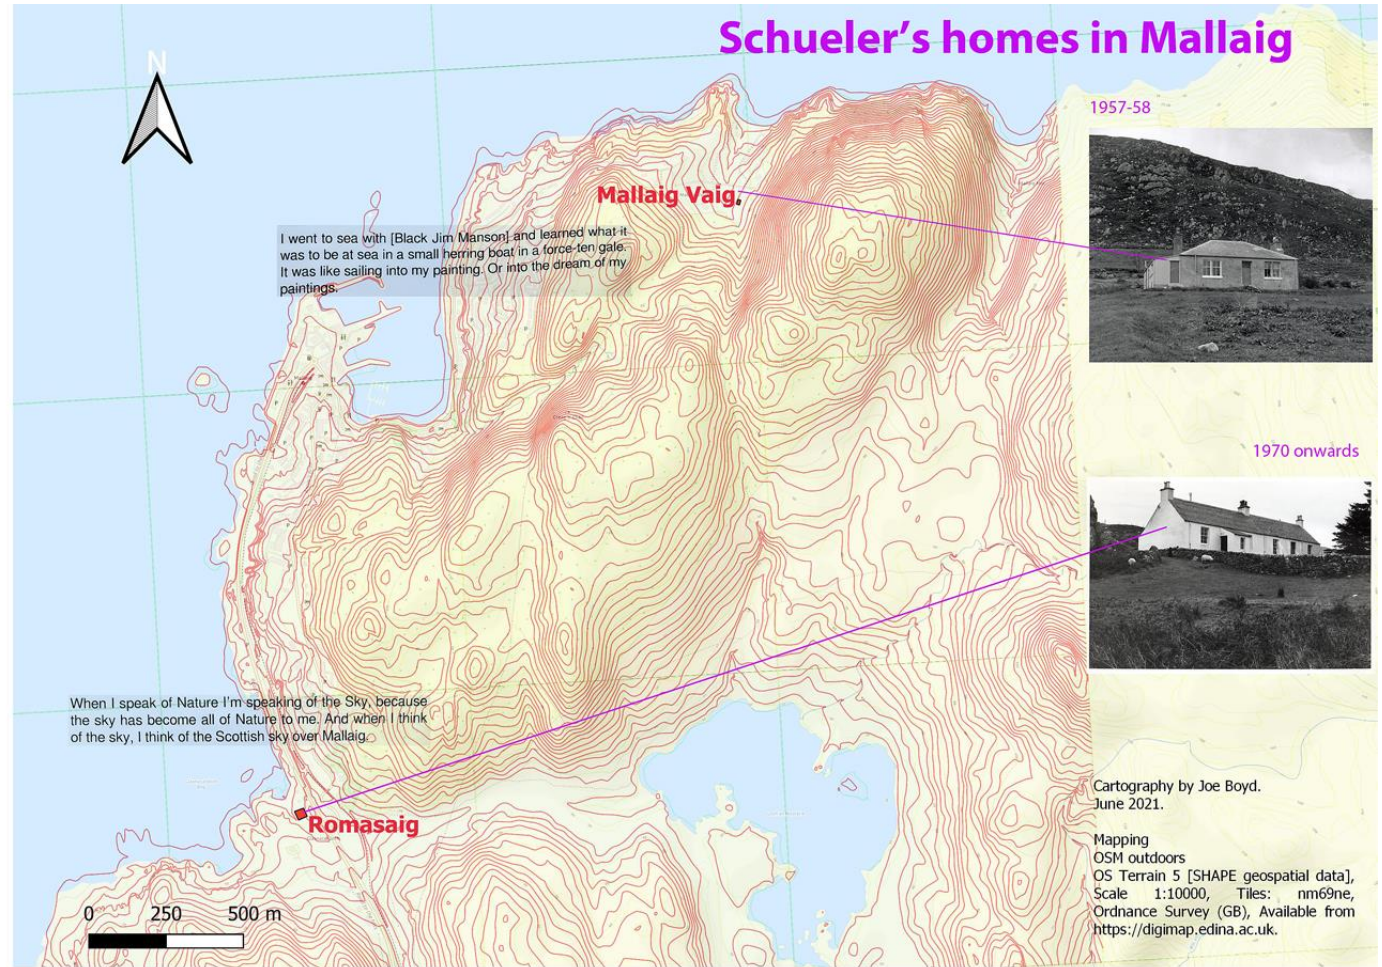 Schueler's homes in Mallaig
N
1957-58
Mallaig Vaig
I went to sea with [Black Jim Manson] and learned what it
was to be at sea in a small herring boat in a force-ten gale.
It was like sailing into my painting. Or into the dream of my
paintings.
1970 onwards
When I speak of Nature I'm speaking of the Sky, because
the sky has become all of Nature to me. And when I think
of the sky, I think of the Scottish sky over Mallaig.
Romasaig
0 250 500 m
Cartography by Joe Boyd.
June 2021.
Mapping
OSM outdoors
OS Terrain 5 [SHAPE geospatial data],
Scale 1:10000, Tiles: nm69ne,
Ordnance Survey (GB), Available from
https://digimap.edina.ac.uk.